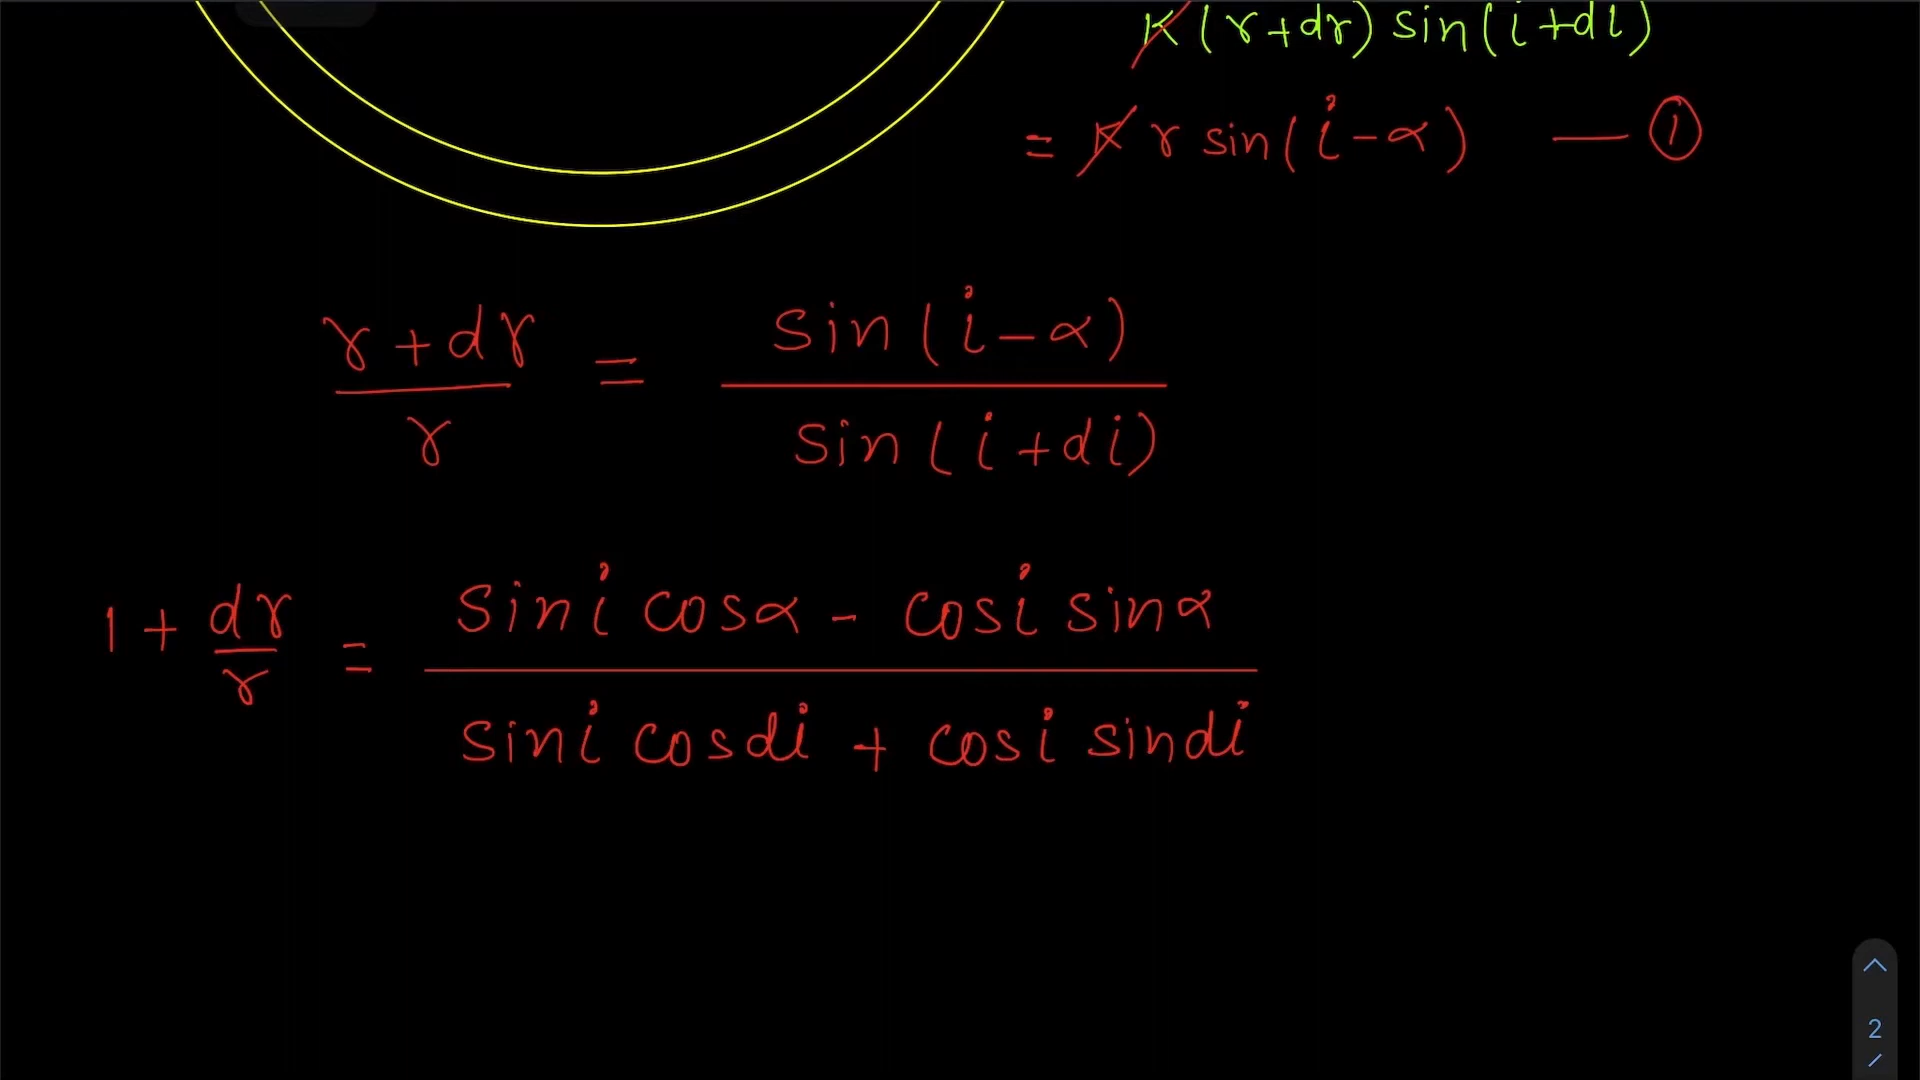 K(r+dr) sin(i+di)
= K r sin(i-α) — ①
(r+dr)/r = sin(i-α)/sin(i+di)
1 + dr/r = (sini cosα - cosi sinα)/(sini cosdi + cosi sindi)
2